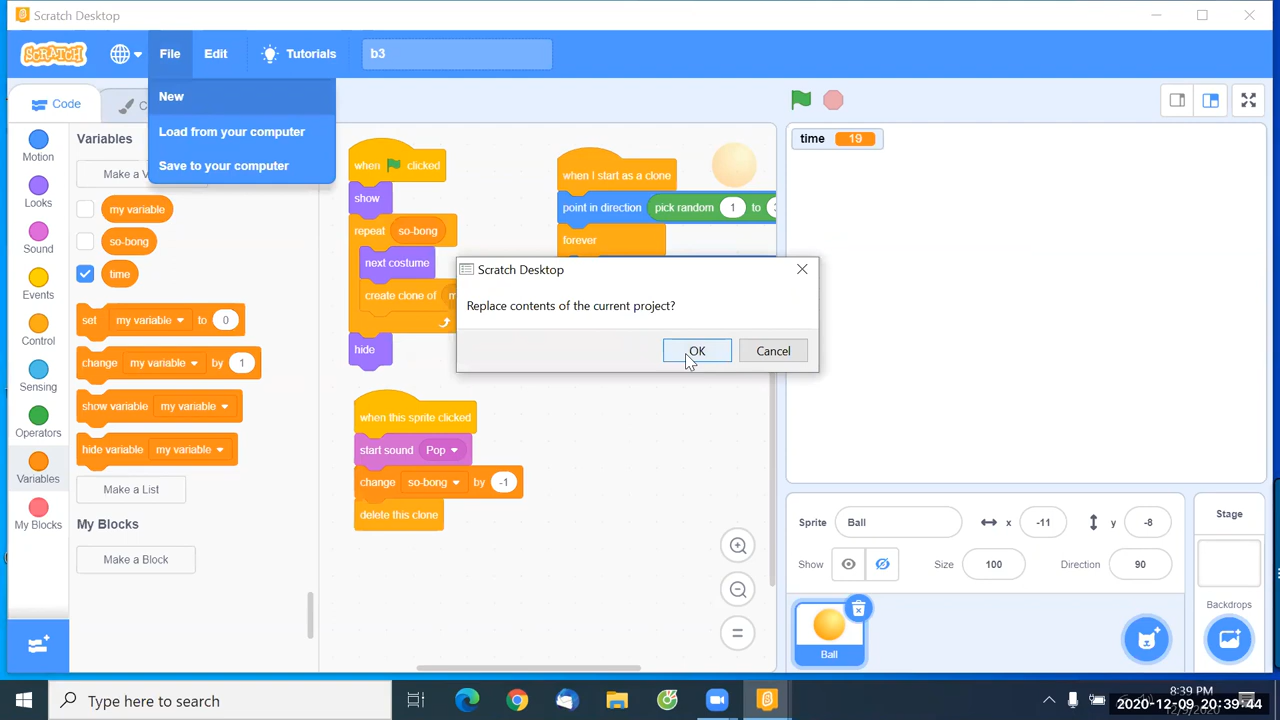 Scratch Desktop
SCRATCH
File
Edit
Tutorials
b3
New
Load from your computer
Save to your computer
Code
C
Motion
Looks
Sound
Events
Control
Sensing
Operators
Variables
My Blocks
Variables
Make a V
my variable
so-bong
time
set my variable to 0
change my variable by 1
show variable my variable
hide variable my variable
Make a List
My Blocks
Make a Block
when clicked
show
repeat so-bong
next costume
create clone of m
hide
when this sprite clicked
start sound Pop
change so-bong by -1
delete this clone
when I start as a clone
point in direction pick random 1 to 3
forever
Scratch Desktop
Replace contents of the current project?
OK
Cancel
time 19
Sprite Ball x -11 y -8
Show Size 100 Direction 90
Ball
Stage
Backdrops
Type here to search
8:39 PM
2020-12-09 20:39:44